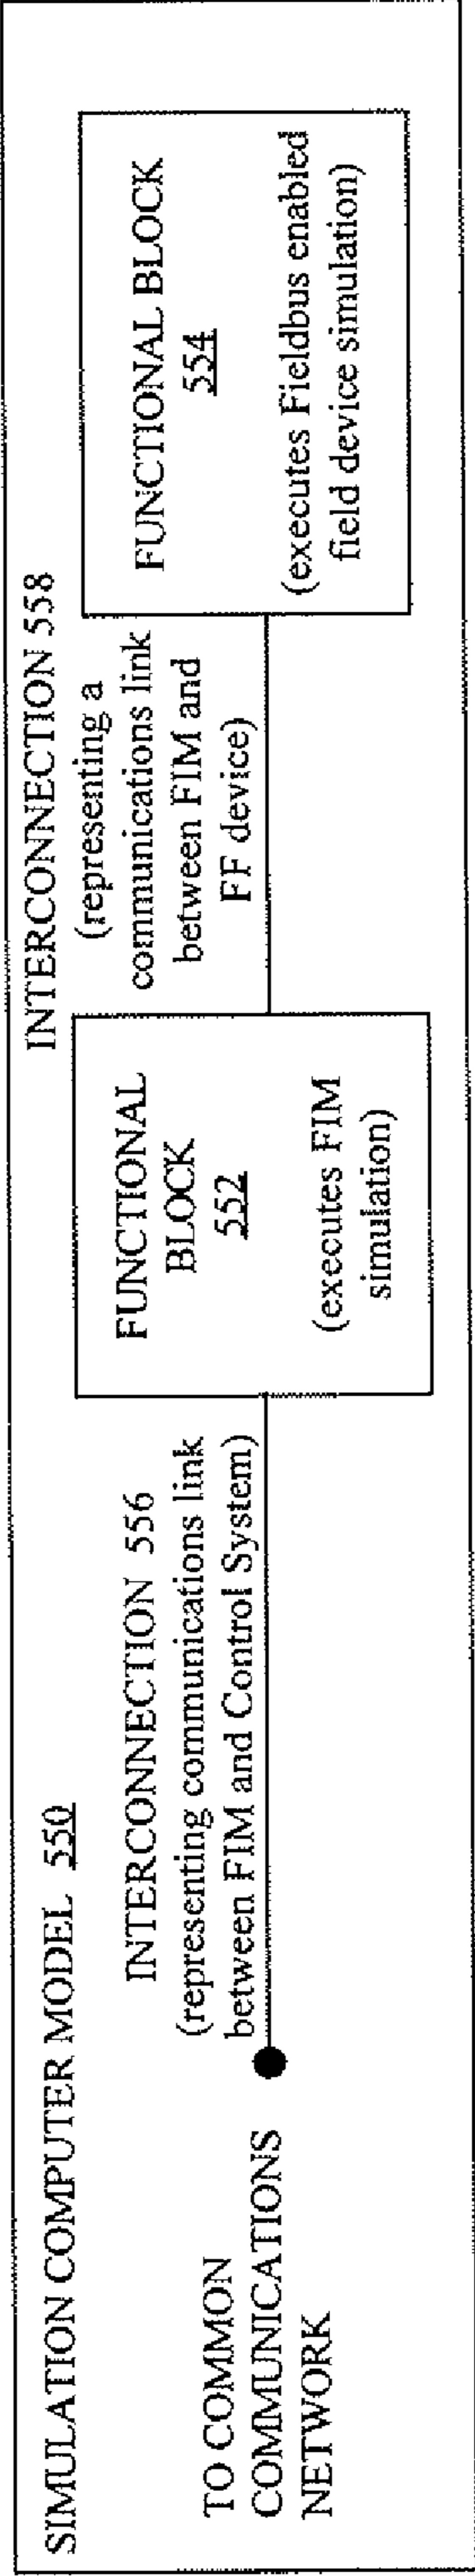 SIMULATION COMPUTER MODEL 550
TO COMMON
COMMUNICATIONS
NETWORK
INTERCONNECTION 556
(representing communications link
between FIM and Control System)
FUNCTIONAL
BLOCK
552
(executes FIM
simulation)
INTERCONNECTION 558
(representing a
communications link
between FIM and
FF device)
FUNCTIONAL BLOCK
554
(executes Fieldbus enabled
field device simulation)